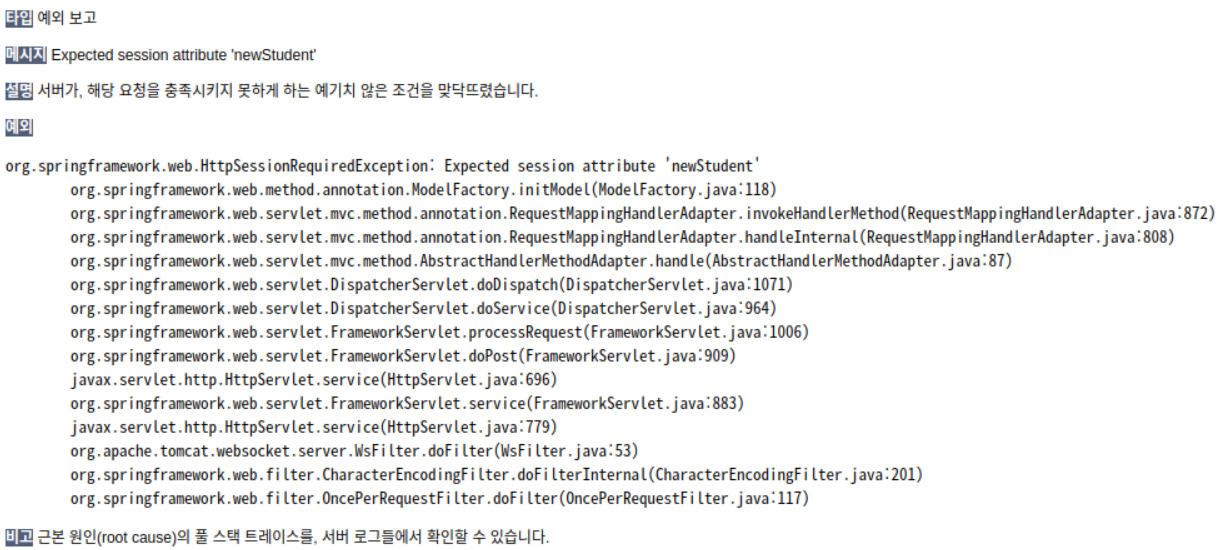 타입 예외 보고
메시지 Expected session attribute 'newStudent'
설명 서버가, 해당 요청을 충족시키지 못하게 하는 예기치 않은 조건을 맞닥뜨렸습니다.
예외
org.springframework.web.HttpSessionRequiredException: Expected session attribute 'newStudent'
org.springframework.web.method.annotation.ModelFactory.initModel(ModelFactory.java:118)
org.springframework.web.servlet.mvc.method.annotation.RequestMappingHandlerAdapter.invokeHandlerMethod(RequestMappingHandlerAdapter.java:872)
org.springframework.web.servlet.mvc.method.annotation.RequestMappingHandlerAdapter.handleInternal(RequestMappingHandlerAdapter.java:808)
org.springframework.web.servlet.mvc.method.AbstractHandlerMethodAdapter.handle(AbstractHandlerMethodAdapter.java:87)
org.springframework.web.servlet.DispatcherServlet.doDispatch(DispatcherServlet.java:1071)
org.springframework.web.servlet.DispatcherServlet.doService(DispatcherServlet.java:964)
org.springframework.web.servlet.FrameworkServlet.processRequest(FrameworkServlet.java:1006)
org.springframework.web.servlet.FrameworkServlet.doPost(FrameworkServlet.java:909)
javax.servlet.http.HttpServlet.service(HttpServlet.java:696)
org.springframework.web.servlet.FrameworkServlet.service(FrameworkServlet.java:883)
javax.servlet.http.HttpServlet.service(HttpServlet.java:779)
org.apache.tomcat.websocket.server.WsFilter.doFilter(WsFilter.java:53)
org.springframework.web.filter.CharacterEncodingFilter.doFilterInternal(CharacterEncodingFilter.java:201)
org.springframework.web.filter.OncePerRequestFilter.doFilter(OncePerRequestFilter.java:117)
비고 근본 원인(root cause)의 풀 스택 트레이스를, 서버 로그들에서 확인할 수 있습니다.